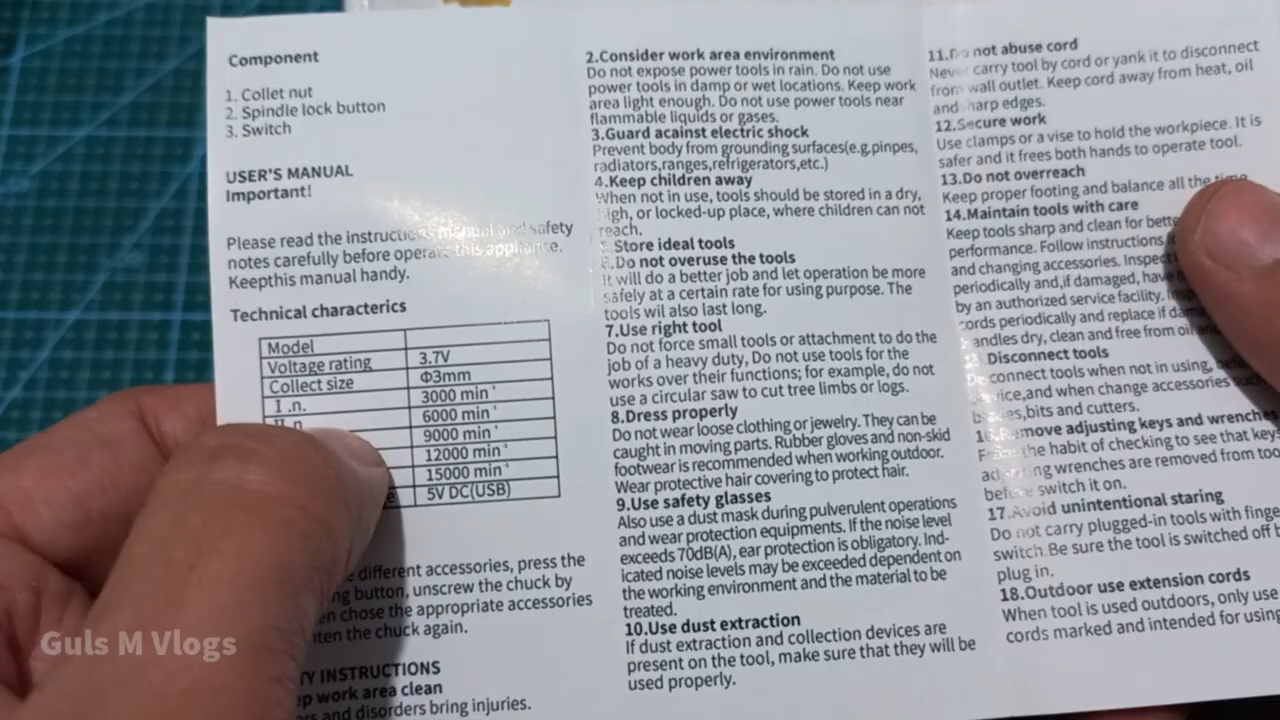 Component
1. Collet nut
2. Spindle lock button
3. Switch
USER'S MANUAL
Important!
Please read the instructions manual and safety
notes carefully before operate this appliance.
Keepthis manual handy.
Technical characterics
Model
Voltage rating 3.7V
Collect size Φ3mm
I .n. 3000 min⁻¹
II.n 6000 min⁻¹
9000 min⁻¹
12000 min⁻¹
15000 min⁻¹
5V DC(USB)
different accessories, press the
button, unscrew the chuck by
chose the appropriate accessories
the chuck again.
INSTRUCTIONS
work area clean
and disorders bring injuries.
2.Consider work area environment
Do not expose power tools in rain. Do not use
power tools in damp or wet locations. Keep work
area light enough. Do not use power tools near
flammable liquids or gases.
3.Guard against electric shock
Prevent body from grounding surfaces(e.g.pinpes,
radiators,ranges,refrigerators,etc.)
4.Keep children away
When not in use, tools should be stored in a dry,
high, or locked-up place, where children can not
reach.
Store ideal tools
Do not overuse the tools
It will do a better job and let operation be more
safely at a certain rate for using purpose. The
tools wil also last long.
7.Use right tool
Do not force small tools or attachment to do the
job of a heavy duty, Do not use tools for the
works over their functions; for example, do not
use a circular saw to cut tree limbs or logs.
8.Dress properly
Do not wear loose clothing or jewelry. They can be
caught in moving parts. Rubber gloves and non-skid
footwear is recommended when working outdoor.
Wear protective hair covering to protect hair.
9.Use safety glasses
Also use a dust mask during pulverulent operations
and wear protection equipments. If the noise level
exceeds 70dB(A), ear protection is obligatory. Ind-
icated noise levels may be exceeded dependent on
the working environment and the material to be
treated.
10.Use dust extraction
If dust extraction and collection devices are
present on the tool, make sure that they will be
used properly.
11.Do not abuse cord
Never carry tool by cord or yank it to disconnect
from wall outlet. Keep cord away from heat, oil
and sharp edges.
12.Secure work
Use clamps or a vise to hold the workpiece. It is
safer and it frees both hands to operate tool.
13.Do not overreach
Keep proper footing and balance all the time
14.Maintain tools with care
Keep tools sharp and clean for
performance. Follow instructions
and changing accessories. Inspect
periodically and,if damaged, have
by an authorized service facility.
cords periodically and replace if
handles dry, clean and free from oil
Disconnect tools
Disconnect tools when not in using,
and when change accessories
bits and cutters.
Remove adjusting keys and wrenches
the habit of checking to see that keys
adjusting wrenches are removed from
before switch it on.
17.Avoid unintentional staring
Do not carry plugged-in tools with
switch.Be sure the tool is switched off
plug in.
18.Outdoor use extension cords
When tool is used outdoors, only use
cords marked and intended for using
Guls M Vlogs